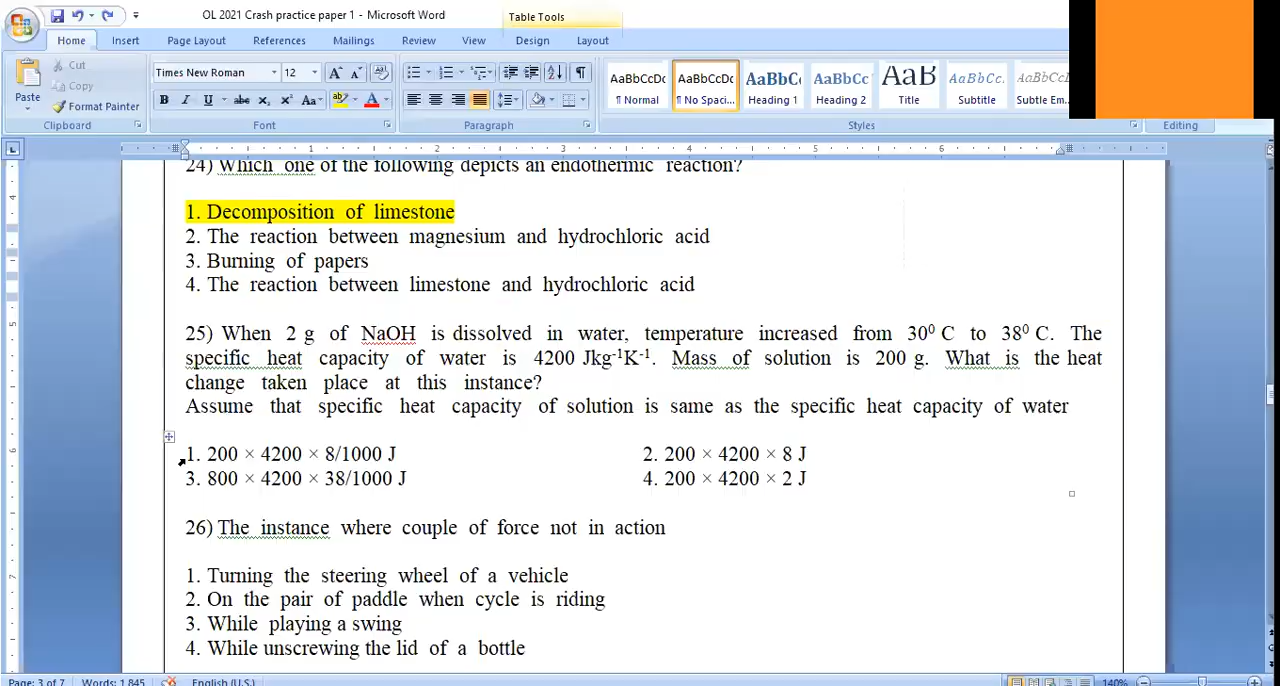 OL 2021 Crash practice paper 1 - Microsoft Word
Table Tools
Home Insert Page Layout References Mailings Review View Design Layout
Cut
Copy
Format Painter
Paste
Clipboard
Times New Roman 12
Font
Paragraph
AaBbCcDc AaBbCcDc AaBbC AaBbCc AaB AaBbCc. AaBbCcDc
¶ Normal ¶ No Spaci... Heading 1 Heading 2 Title Subtitle Subtle Em...
Styles
Editing
24) Which one of the following depicts an endothermic reaction?
1. Decomposition of limestone
2. The reaction between magnesium and hydrochloric acid
3. Burning of papers
4. The reaction between limestone and hydrochloric acid
25) When 2 g of NaOH is dissolved in water, temperature increased from 30⁰ C to 38⁰ C. The
specific heat capacity of water is 4200 Jkg⁻¹K⁻¹. Mass of solution is 200 g. What is the heat
change taken place at this instance?
Assume that specific heat capacity of solution is same as the specific heat capacity of water
1. 200 × 4200 × 8/1000 J 2. 200 × 4200 × 8 J
3. 800 × 4200 × 38/1000 J 4. 200 × 4200 × 2 J
26) The instance where couple of force not in action
1. Turning the steering wheel of a vehicle
2. On the pair of paddle when cycle is riding
3. While playing a swing
4. While unscrewing the lid of a bottle
Page: 3 of 7 Words: 1,845 English (U.S.) 140%